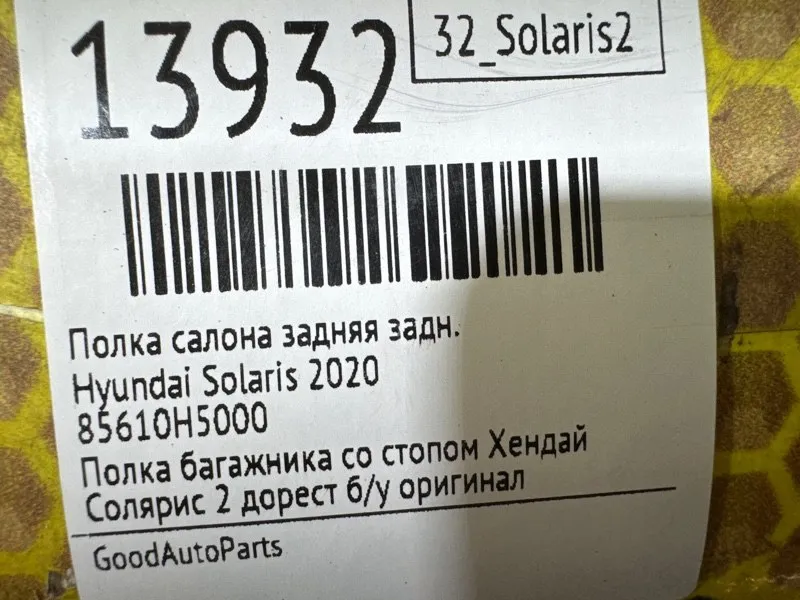 13932
32_Solaris2
Полка салона задняя задн.
Hyundai Solaris 2020
85610H5000
Полка багажника со стопом Хендай
Солярис 2 дорест б/у оригинал
GoodAutoParts